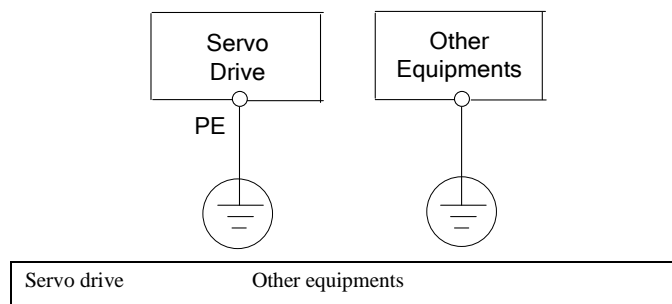 Servo
Drive
Other
Equipments
PE
Servo drive Other equipments